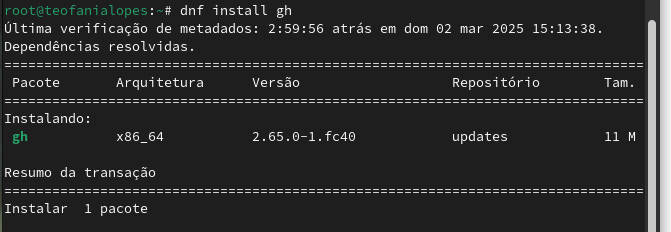 root@teofanialopes:~# dnf install gh
Última verificação de metadados: 2:59:56 atrás em dom 02 mar 2025 15:13:38.
Dependências resolvidas.
================================================================================
 Pacote       Arquitetura      Versão                   Repositório        Tam.
================================================================================
Instalando:
 gh           x86_64           2.65.0-1.fc40            updates            11 M

Resumo da transação
================================================================================
Instalar  1 pacote